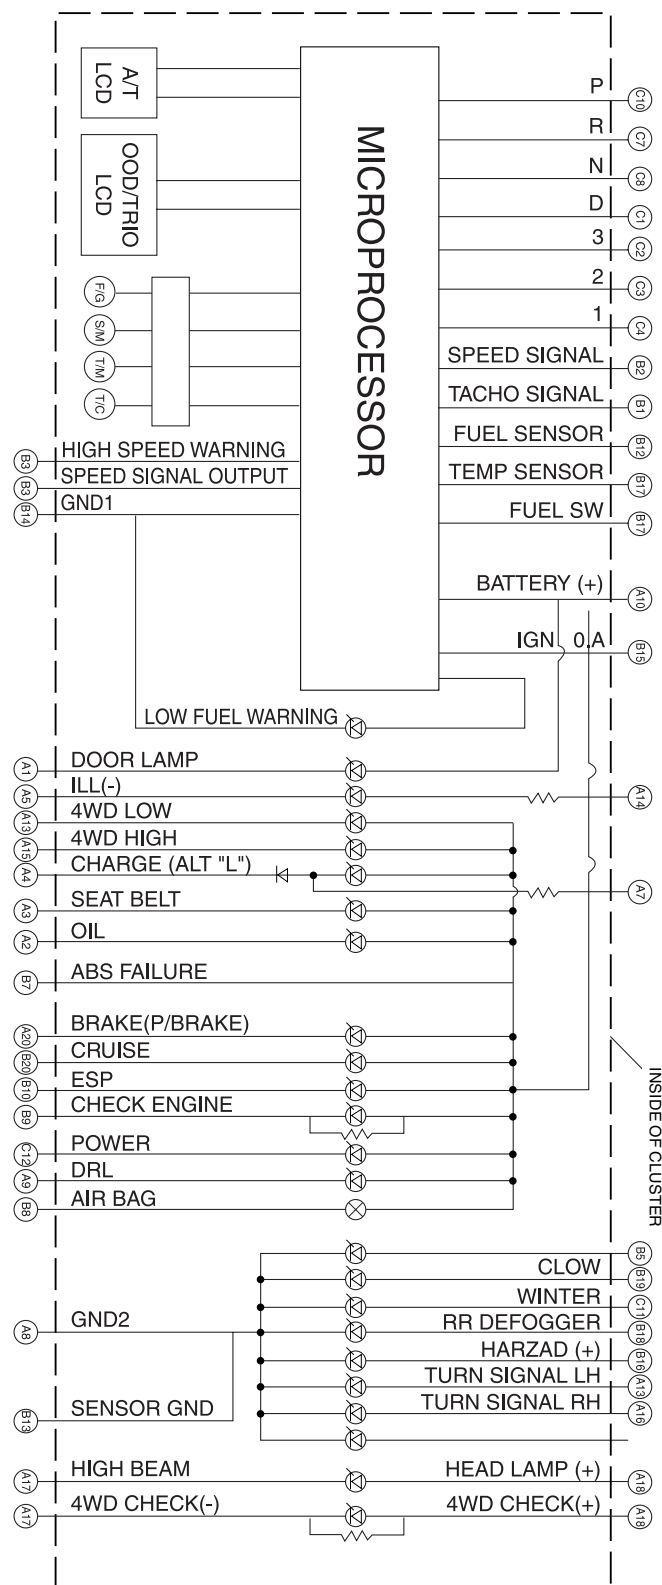 A/T
LCD
OOD/TRIO
LCD
MICROPROCESSOR
F/G
S/M
T/M
T/C
P C10
R C7
N C8
D C1
3 C2
2 C3
1 C4
SPEED SIGNAL B2
TACHO SIGNAL B1
FUEL SENSOR B12
TEMP SENSOR B17
FUEL SW B17
BATTERY (+) A10
IGN 0.A B15
B3 HIGH SPEED WARNING
B3 SPEED SIGNAL OUTPUT
B14 GND1
LOW FUEL WARNING
A1 DOOR LAMP
A5 ILL(-) A14
A13 4WD LOW
A15 4WD HIGH
A4 CHARGE (ALT "L")
A7
A3 SEAT BELT
A2 OIL
B7 ABS FAILURE
A20 BRAKE(P/BRAKE)
B20 CRUISE
B10 ESP
B9 CHECK ENGINE
C12 POWER
A9 DRL
B8 AIR BAG
INSIDE OF CLUSTER
B5
CLOW B19
WINTER C11
A8 GND2 RR DEFOGGER B18
HARZAD (+) B16
TURN SIGNAL LH A13
B13 SENSOR GND TURN SIGNAL RH A16
A17 HIGH BEAM HEAD LAMP (+) A18
A17 4WD CHECK(-) 4WD CHECK(+) A18